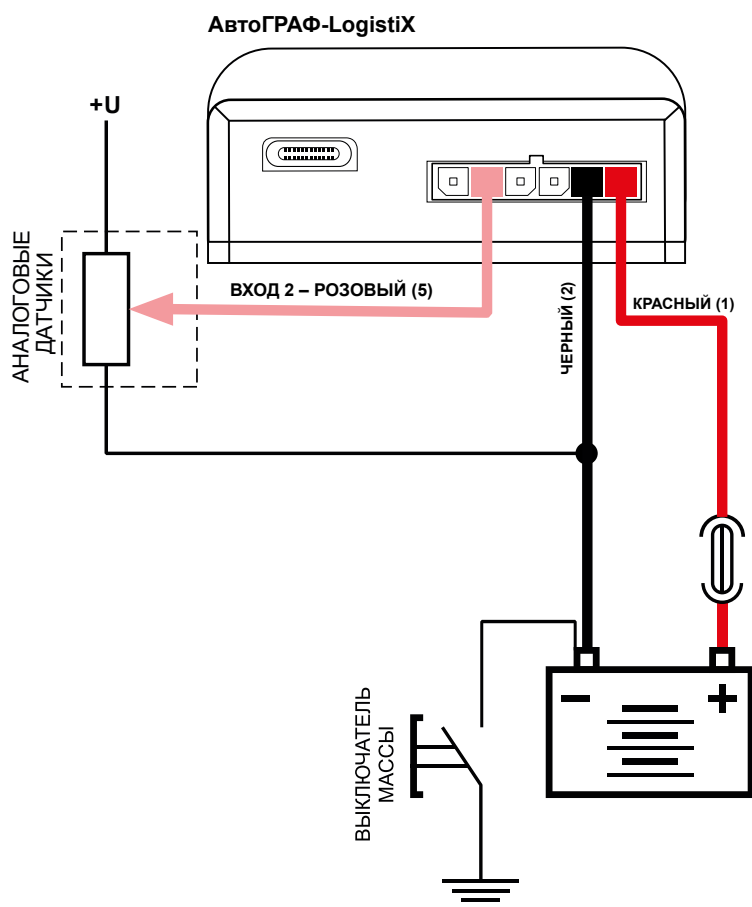 АвтоГРАФ-LogistiX
+U
АНАЛОГОВЫЕ
ДАТЧИКИ
ВХОД 2 – РОЗОВЫЙ (5)
ЧЕРНЫЙ (2)
КРАСНЫЙ (1)
ВЫКЛЮЧАТЕЛЬ
МАССЫ